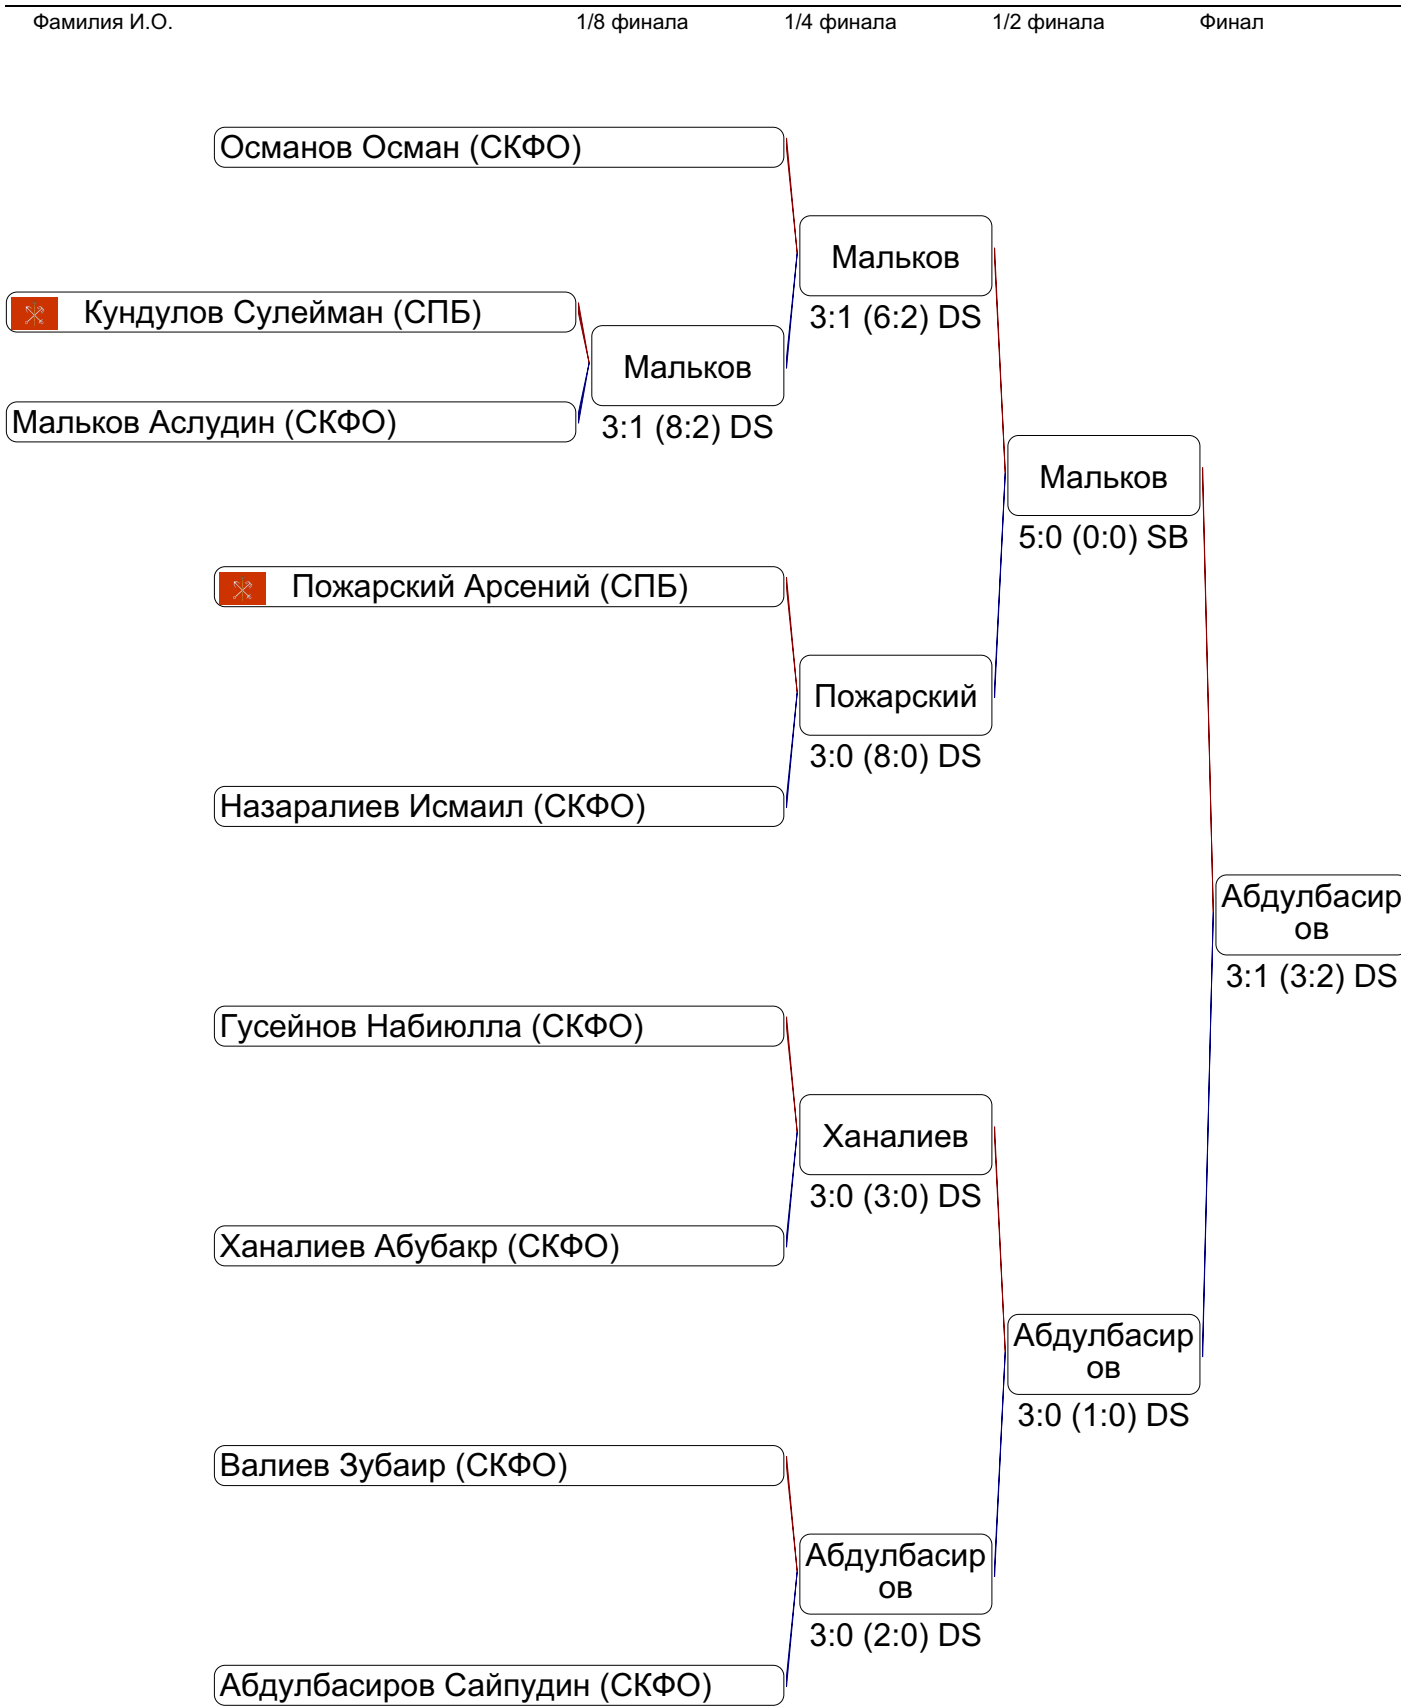 Фамилия И.О. 1/8 финала 1/4 финала 1/2 финала Финал
Османов Осман (СКФО)
Мальков
3:1 (6:2) DS
Кундулов Сулейман (СПБ)
Мальков
3:1 (8:2) DS
Мальков Аслудин (СКФО)
Мальков
5:0 (0:0) SB
Пожарский Арсений (СПБ)
Пожарский
3:0 (8:0) DS
Назаралиев Исмаил (СКФО)
Абдулбасир
ов
3:1 (3:2) DS
Гусейнов Набиюлла (СКФО)
Ханалиев
3:0 (3:0) DS
Ханалиев Абубакр (СКФО)
Абдулбасир
ов
3:0 (1:0) DS
Валиев Зубаир (СКФО)
Абдулбасир
ов
3:0 (2:0) DS
Абдулбасиров Сайпудин (СКФО)